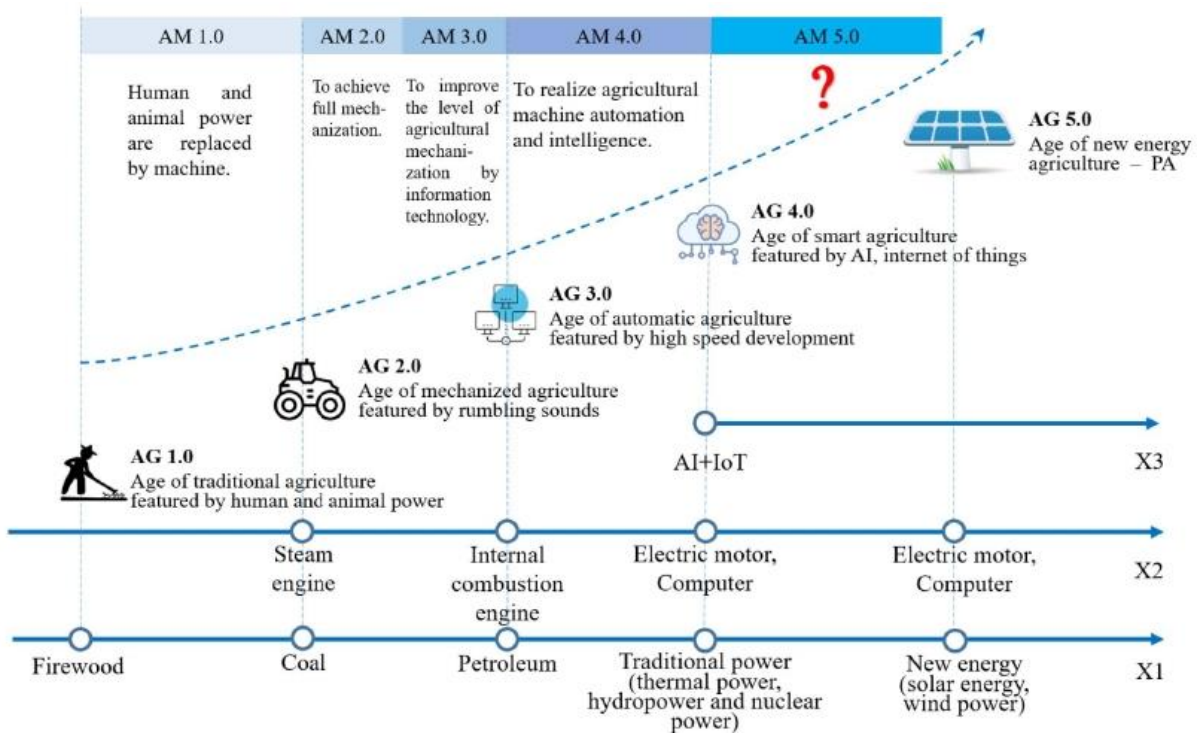 AM 1.0
AM 2.0
AM 3.0
AM 4.0
AM 5.0
Human and
animal power
are replaced
by machine.
To achieve
full mech-
anization.
To improve
the level of
agricultural
mechani-
zation by
information
technology.
To realize agricultural
machine automation
and intelligence.
?
AG 5.0
Age of new energy
agriculture – PA
AG 4.0
Age of smart agriculture
featured by AI, internet of things
AG 3.0
Age of automatic agriculture
featured by high speed development
AG 2.0
Age of mechanized agriculture
featured by rumbling sounds
AG 1.0
Age of traditional agriculture
featured by human and animal power
AI+IoT
X3
Steam
engine
Internal
combustion
engine
Electric motor,
Computer
Electric motor,
Computer
X2
Firewood
Coal
Petroleum
Traditional power
(thermal power,
hydropower and nuclear
power)
New energy
(solar energy,
wind power)
X1